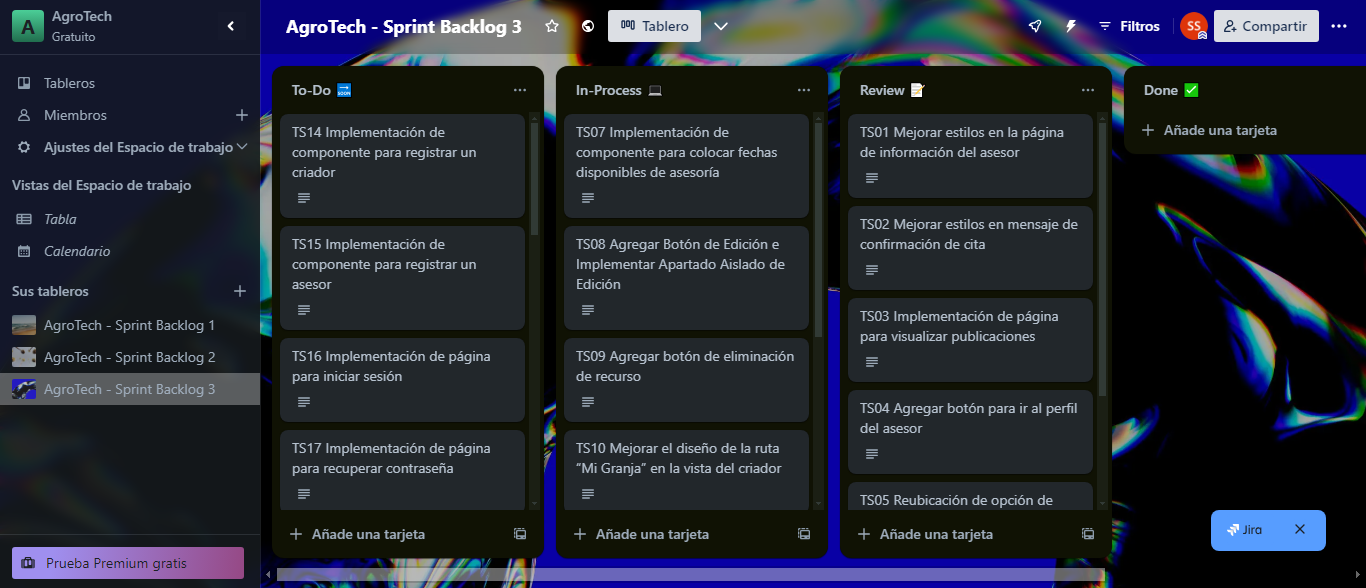 A
AgroTech
Gratuito
Tableros
Miembros
Ajustes del Espacio de trabajo
Vistas del Espacio de trabajo
Tabla
Calendario
Sus tableros
AgroTech - Sprint Backlog 1
AgroTech - Sprint Backlog 2
AgroTech - Sprint Backlog 3
Prueba Premium gratis
AgroTech - Sprint Backlog 3
Tablero
Filtros
SS
Compartir
To-Do 🔜
TS14 Implementación de
componente para registrar un
criador
TS15 Implementación de
componente para registrar un
asesor
TS16 Implementación de página
para iniciar sesión
TS17 Implementación de página
para recuperar contraseña
Añade una tarjeta
In-Process 💻
TS07 Implementación de
componente para colocar fechas
disponibles de asesoría
TS08 Agregar Botón de Edición e
Implementar Apartado Aislado de
Edición
TS09 Agregar botón de eliminación
de recurso
TS10 Mejorar el diseño de la ruta
“Mi Granja” en la vista del criador
Añade una tarjeta
Review 📝
TS01 Mejorar estilos en la página
de información del asesor
TS02 Mejorar estilos en mensaje de
confirmación de cita
TS03 Implementación de página
para visualizar publicaciones
TS04 Agregar botón para ir al perfil
del asesor
TS05 Reubicación de opción de
Añade una tarjeta
Done ✅
Añade una tarjeta
Jira